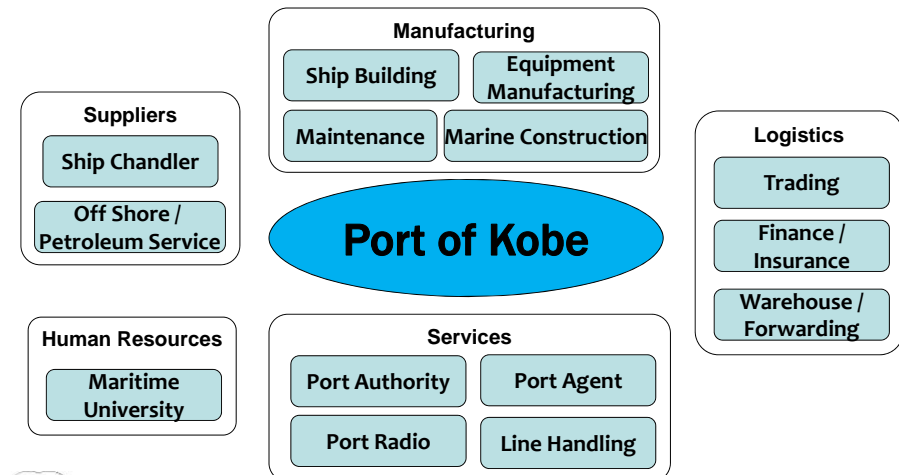 Manufacturing
Ship Building
Equipment
Manufacturing
Maintenance
Marine Construction
Suppliers
Ship Chandler
Off Shore /
Petroleum Service
Logistics
Trading
Finance /
Insurance
Warehouse /
Forwarding
Port of Kobe
Human Resources
Maritime
University
Services
Port Authority
Port Agent
Port Radio
Line Handling